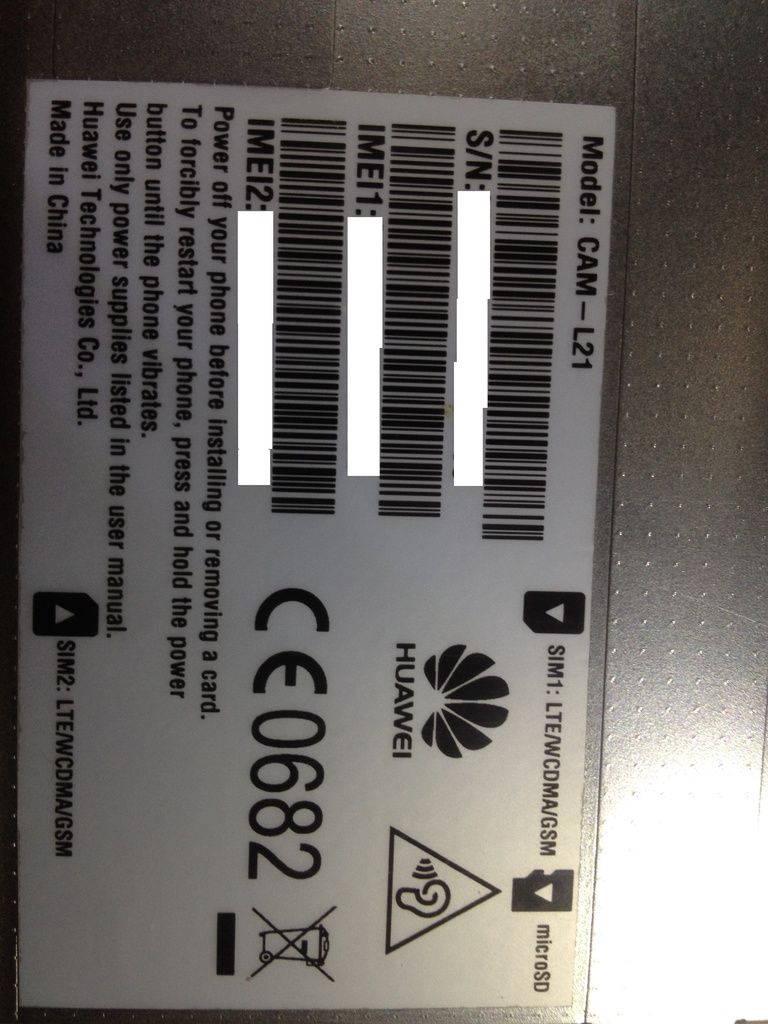 Model: CAM-L21
S/N:
IMEI1:
IMEI2:
Power off your phone before installing or removing a card.
To forcibly restart your phone, press and hold the power
button until the phone vibrates.
Use only power supplies listed in the user manual.
Huawei Technologies Co., Ltd.
Made in China
SIM1: LTE/WCDMA/GSM
microSD
HUAWEI
CE0682
SIM2: LTE/WCDMA/GSM